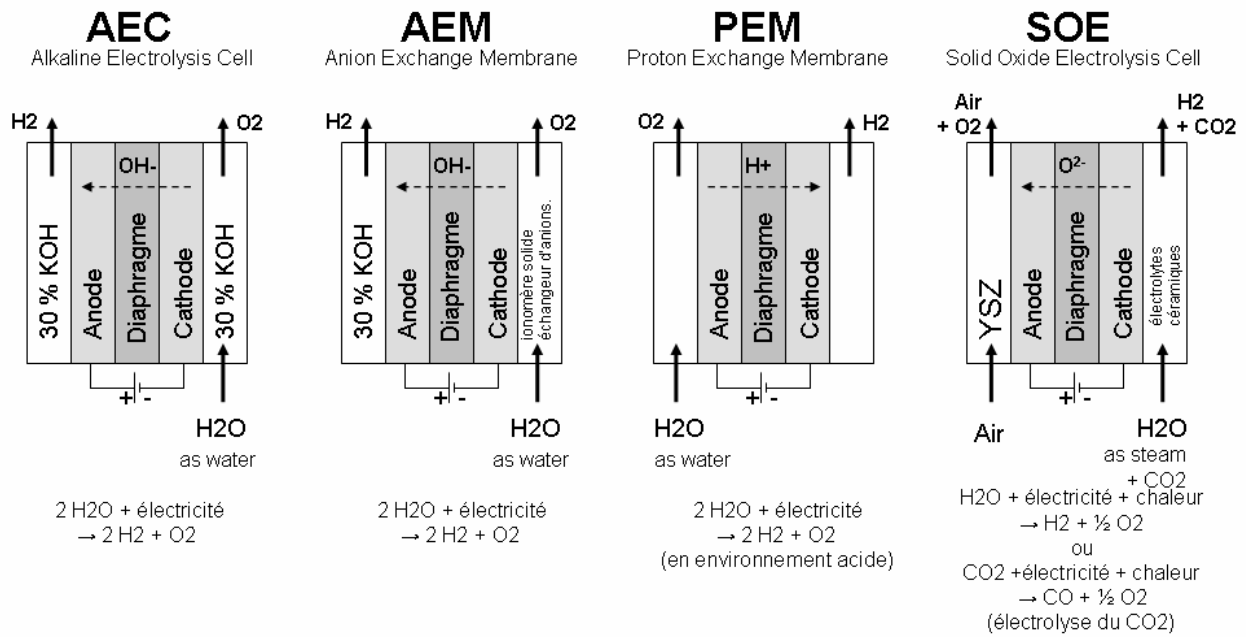 AEC
Alkaline Electrolysis Cell
H2
O2
OH-
30 % KOH
Anode
Diaphragme
Cathode
30 % KOH
+ -
H2O
as water
2 H2O + électricité
→ 2 H2 + O2
AEM
Anion Exchange Membrane
H2
O2
OH-
30 % KOH
Anode
Diaphragme
Cathode
ionomère solide
échangeur d'anions.
+ -
H2O
as water
2 H2O + électricité
→ 2 H2 + O2
PEM
Proton Exchange Membrane
O2
H2
H+
Anode
Diaphragme
Cathode
+ -
H2O
as water
2 H2O + électricité
→ 2 H2 + O2
(en environnement acide)
SOE
Solid Oxide Electrolysis Cell
Air
+ O2
H2
+ CO2
O²-
YSZ
Anode
Diaphragme
Cathode
électrolytes
céramiques
+ -
Air
H2O
as steam
+ CO2
H2O + électricité + chaleur
→ H2 + ½ O2
ou
CO2 +électricité + chaleur
→ CO + ½ O2
(électrolyse du CO2)